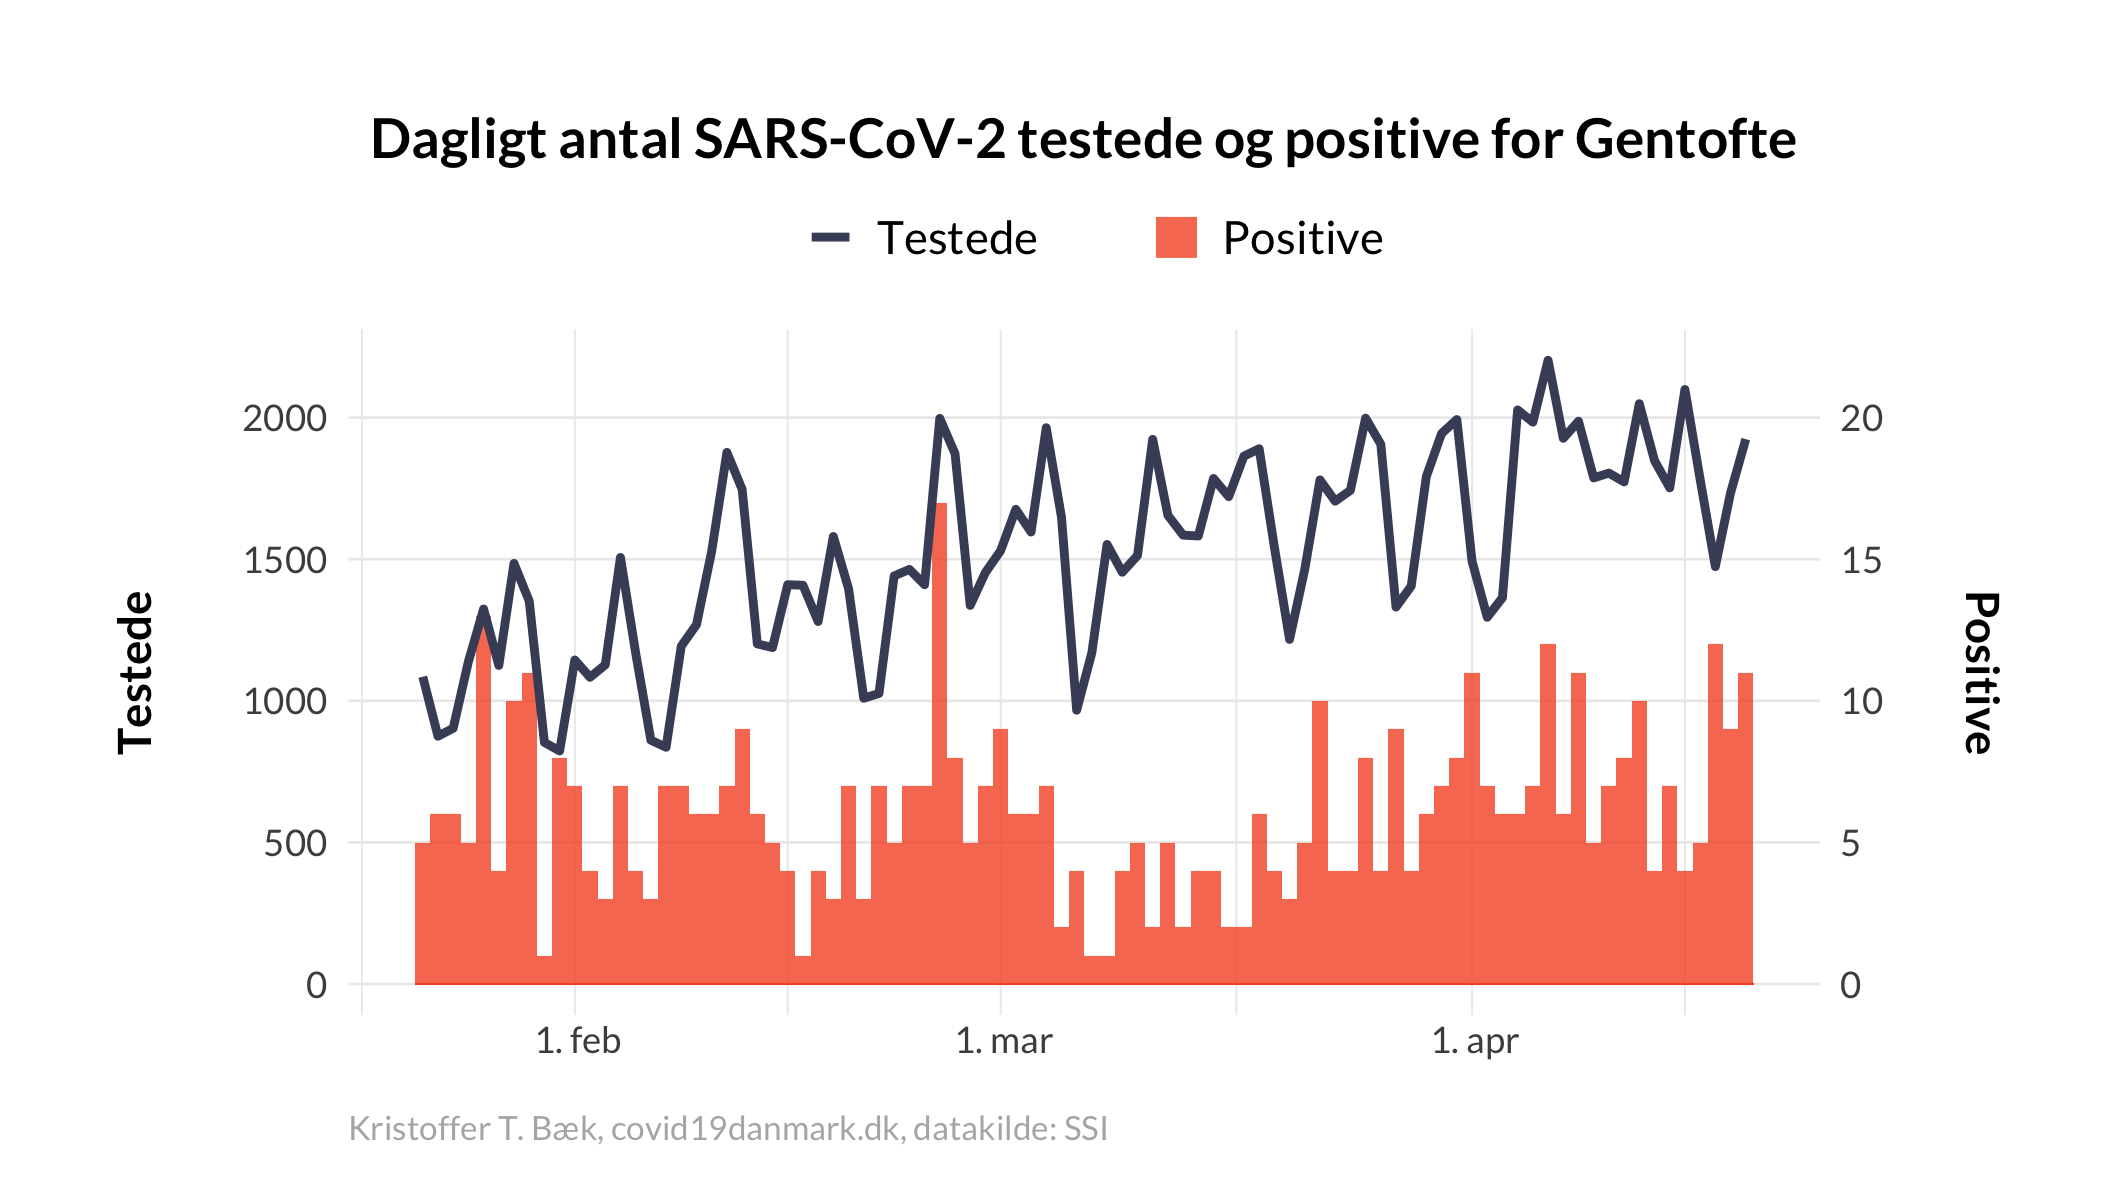 Dagligt antal SARS-CoV-2 testede og positive for Gentofte
Testede
Positive
2000
1500
1000
500
0
20
15
10
5
0
Testede
Positive
1. feb
1. mar
1. apr
Kristoffer T. Bæk, covid19danmark.dk, datakilde: SSI